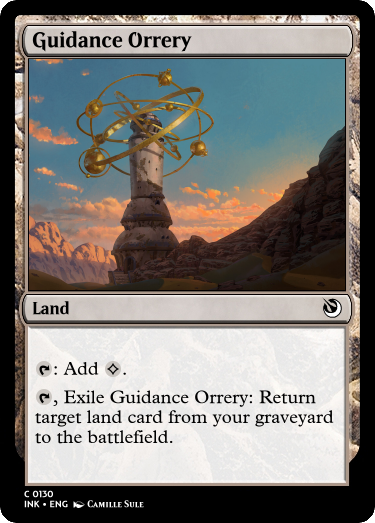 Guidance Orrery
Land
: Add .
, Exile Guidance Orrery: Return
target land card from your graveyard
to the battlefield.
C 0130
INK • ENG CAMILLE SULE